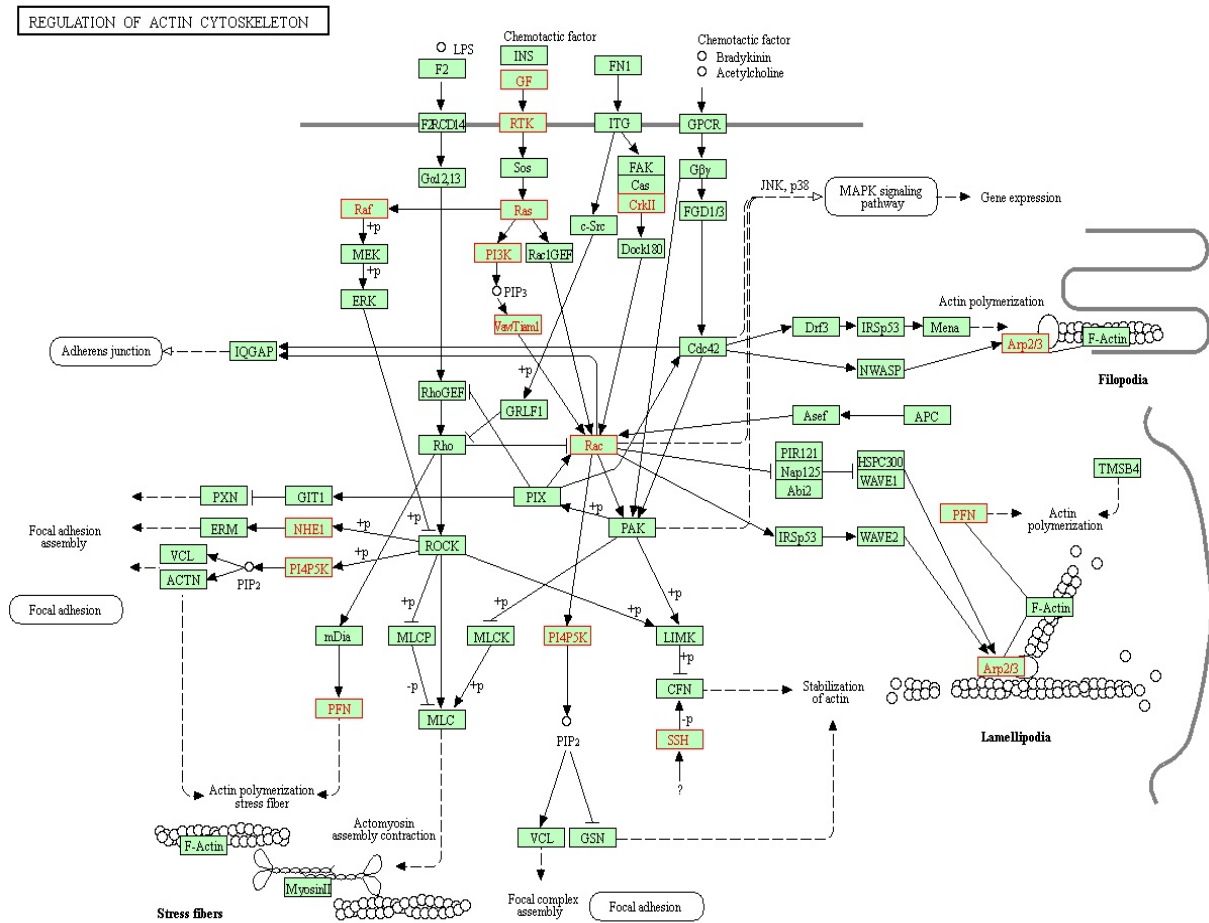 REGULATION OF ACTIN CYTOSKELETON
LPS
Chemotactic factor
Chemotactic factor
Bradykinin
Acetylcholine
F2
INS
GF
FN1
F2RCD14
RTK
ITG
GPCR
Gα12,13
Sos
FAK
Cas
CrkII
Gβγ
JNK, p38
MAPK signaling
pathway
Gene expression
Raf
Ras
c-Src
FGD1/3
+p
MEK
PI3K
Rac1GEF
Dock180
+p
ERK
PIP3
Vav/Tiam1
Actin polymerization
Drf3
IRSp53
Mena
Arp2/3
F-Actin
Adherens junction
IQGAP
Cdc42
NWASP
Filopodia
+p
RhoGEF
GRLF1
Asef
APC
Rho
Rac
PIR121
Nap125
Abi2
HSPC300
WAVE1
TMSB4
PXN
GIT1
PIX
+p
PAK
PFN
Actin
polymerization
Focal adhesion
assembly
ERM
NHE1
+p
ROCK
IRSp53
WAVE2
VCL
ACTN
PIP2
PI4P5K
+p
Focal adhesion
+p
+p
+p
+p
F-Actin
mDia
MLCP
MLCK
PI4P5K
LIMK
+p
Arp2/3
-p
+p
CFN
Stabilization
of actin
PFN
MLC
-p
SSH
Lamellipodia
PIP2
?
Actin polymerization
stress fiber
Actomyosin
assembly contraction
F-Actin
VCL
GSN
MyosinII
Focal complex
assembly
Focal adhesion
Stress fibers